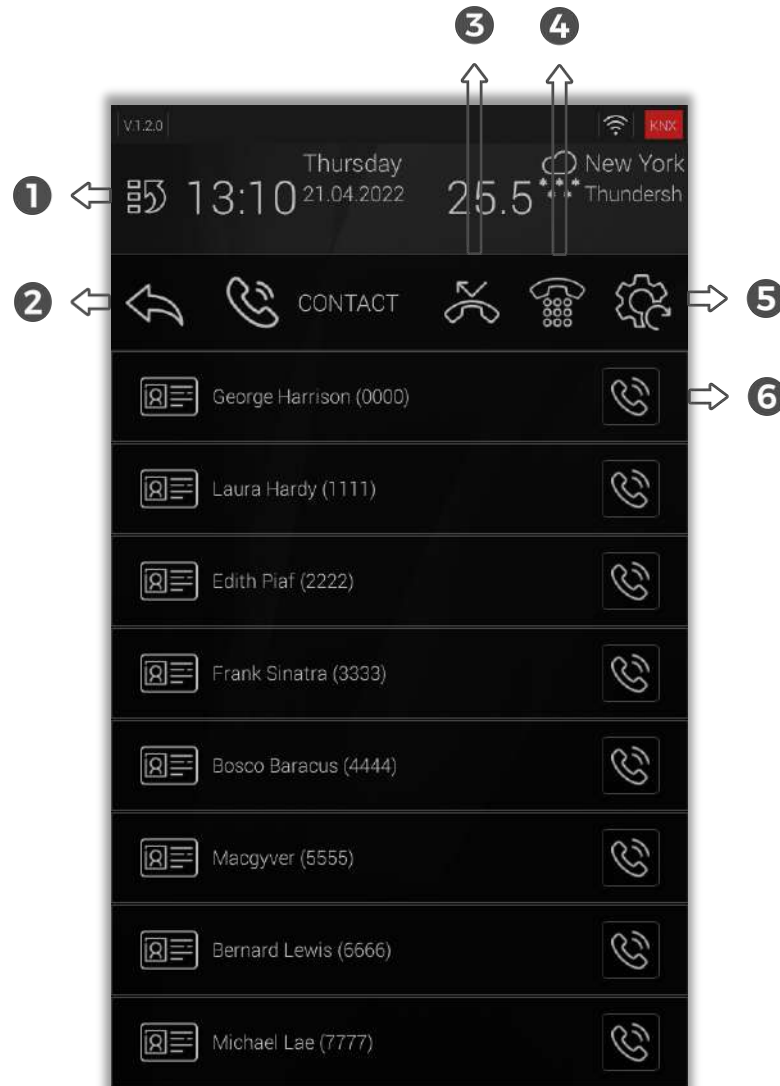 3 4
V.1.2.0 KNX
1 13:10 Thursday 25.5 New York
21.04.2022 Thundersh
2 CONTACT 5
George Harrison (0000) 6
Laura Hardy (1111)
Edith Piaf (2222)
Frank Sinatra (3333)
Bosco Baracus (4444)
Macgyver (5555)
Bernard Lewis (6666)
Michael Lae (7777)